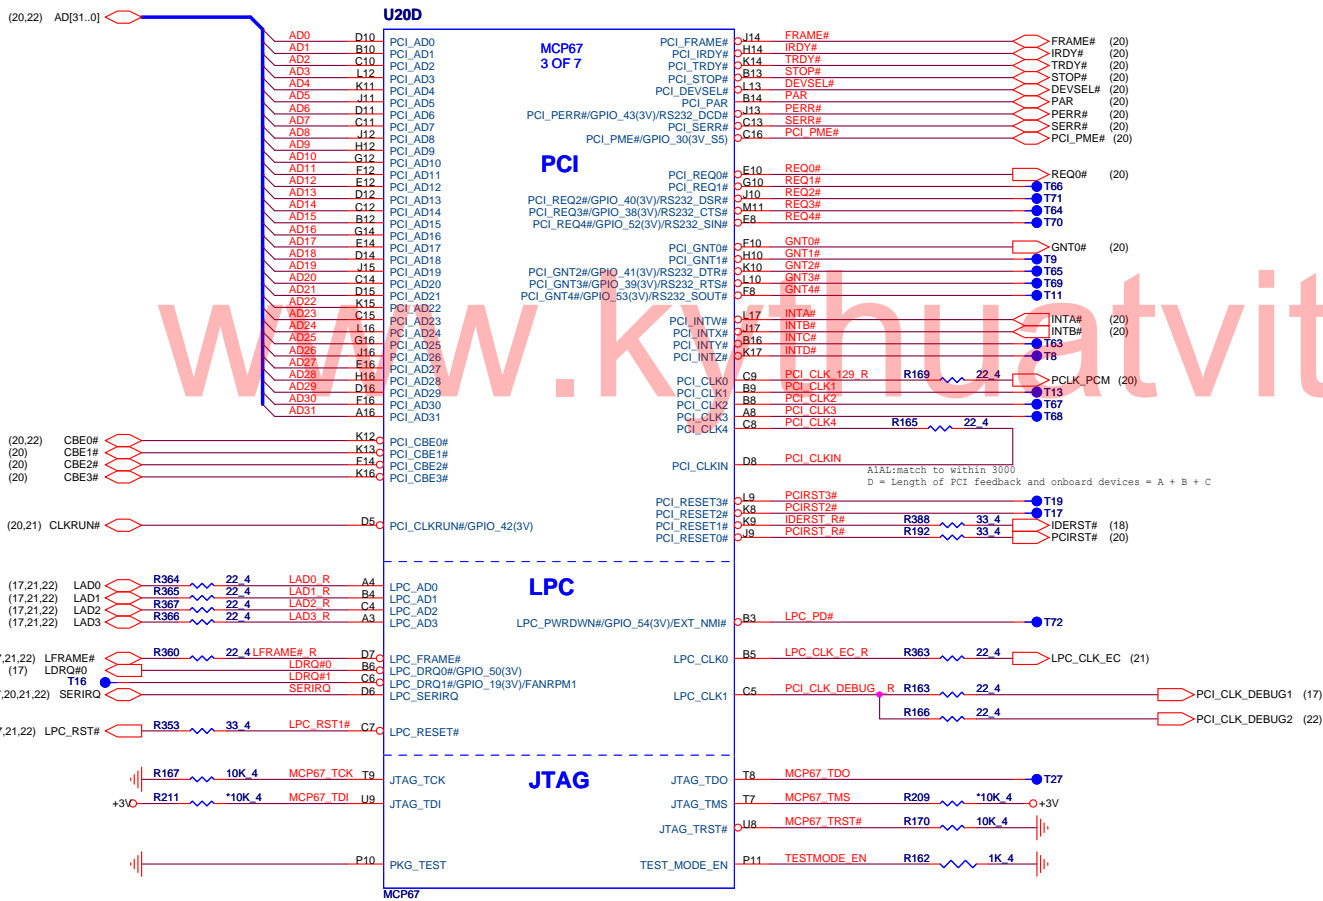 U20D
(20,22) AD[31..0]
MCP67
3 OF 7
PCI
AD0 D10 PCI_AD0
AD1 B10 PCI_AD1
AD2 C10 PCI_AD2
AD3 L12 PCI_AD3
AD4 K11 PCI_AD4
AD5 J11 PCI_AD5
AD6 D11 PCI_AD6
AD7 C11 PCI_AD7
AD8 J12 PCI_AD8
AD9 H12 PCI_AD9
AD10 G12 PCI_AD10
AD11 F12 PCI_AD11
AD12 E12 PCI_AD12
AD13 D12 PCI_AD13
AD14 C12 PCI_AD14
AD15 B12 PCI_AD15
AD16 G14 PCI_AD16
AD17 E14 PCI_AD17
AD18 D14 PCI_AD18
AD19 J15 PCI_AD19
AD20 C14 PCI_AD20
AD21 D15 PCI_AD21
AD22 K15 PCI_AD22
AD23 C15 PCI_AD23
AD24 L16 PCI_AD24
AD25 G16 PCI_AD25
AD26 J16 PCI_AD26
AD27 E16 PCI_AD27
AD28 H16 PCI_AD28
AD29 D16 PCI_AD29
AD30 F16 PCI_AD30
AD31 A16 PCI_AD31
(20,22) CBE0# K12 PCI_CBE0#
(20) CBE1# K13 PCI_CBE1#
(20) CBE2# F14 PCI_CBE2#
(20) CBE3# K16 PCI_CBE3#
(20,21) CLKRUN# D5 PCI_CLKRUN#/GPIO_42(3V)
PCI_FRAME# J14 FRAME# FRAME# (20)
PCI_IRDY# H14 IRDY# IRDY# (20)
PCI_TRDY# K14 TRDY# TRDY# (20)
PCI_STOP# B13 STOP# STOP# (20)
PCI_DEVSEL# L13 DEVSEL# DEVSEL# (20)
PCI_PAR B14 PAR PAR (20)
PCI_PERR#/GPIO_43(3V)/RS232_DCD# J13 PERR# PERR# (20)
PCI_SERR# C13 SERR# SERR# (20)
PCI_PME#/GPIO_30(3V_S5) C16 PCI_PME# PCI_PME# (20)
PCI_REQ0# E10 REQ0# REQ0# (20)
PCI_REQ1# G10 REQ1# T66
PCI_REQ2#/GPIO_40(3V)/RS232_DSR# J10 REQ2# T71
PCI_REQ3#/GPIO_38(3V)/RS232_CTS# M11 REQ3# T64
PCI_REQ4#/GPIO_52(3V)/RS232_SIN# E8 REQ4# T70
PCI_GNT0# F10 GNT0# GNT0# (20)
PCI_GNT1# H10 GNT1# T9
PCI_GNT2#/GPIO_41(3V)/RS232_DTR# K10 GNT2# T65
PCI_GNT3#/GPIO_39(3V)/RS232_RTS# L10 GNT3# T69
PCI_GNT4#/GPIO_53(3V)/RS232_SOUT# F8 GNT4# T11
PCI_INTW# L17 INTA# INTA# (20)
PCI_INTX# J17 INTB# INTB# (20)
PCI_INTY# B16 INTC# T63
PCI_INTZ# K17 INTD# T8
PCI_CLK0 C9 PCI_CLK_129_R R169 22_4 PCLK_PCM (20)
PCI_CLK1 B9 PCI_CLK1 T13
PCI_CLK2 B8 PCI_CLK2 T67
PCI_CLK3 A8 PCI_CLK3 T68
PCI_CLK4 C8 PCI_CLK4 R165 22_4
PCI_CLKIN D8 PCI_CLKIN
A1AL:match to within 3000
D = Length of PCI feedback and onboard devices = A + B + C
PCI_RESET3# L9 PCIRST3# T19
PCI_RESET2# K8 PCIRST2# T17
PCI_RESET1# K9 IDERST_R# R388 33_4 IDERST# (18)
PCI_RESET0# J9 PCIRST_R# R192 33_4 PCIRST# (20)
www.kythuatvit
LPC
(17,21,22) LAD0 R364 22_4 LAD0_R A4 LPC_AD0
(17,21,22) LAD1 R365 22_4 LAD1_R B4 LPC_AD1
(17,21,22) LAD2 R367 22_4 LAD2_R C4 LPC_AD2
(17,21,22) LAD3 R366 22_4 LAD3_R A3 LPC_AD3
LPC_PWRDWN#/GPIO_54(3V)/EXT_NMI# B3 LPC_PD# T72
7,21,22) LFRAME# R360 22_4 LFRAME#_R D7 LPC_FRAME#
(17) LDRQ#0 LDRQ#0 B6 LPC_DRQ0#/GPIO_50(3V)
T16 LDRQ#1 C6 LPC_DRQ1#/GPIO_19(3V)/FANRPM1
7,20,21,22) SERIRQ SERIRQ D6 LPC_SERIRQ
7,21,22) LPC_RST# R353 33_4 LPC_RST1# C7 LPC_RESET#
LPC_CLK0 B5 LPC_CLK_EC_R R363 22_4 LPC_CLK_EC (21)
LPC_CLK1 C5 PCI_CLK_DEBUG_R R163 22_4 PCI_CLK_DEBUG1 (17)
R166 22_4 PCI_CLK_DEBUG2 (22)
JTAG
R167 10K_4 MCP67_TCK T9 JTAG_TCK
+3V R211 *10K_4 MCP67_TDI U9 JTAG_TDI
P10 PKG_TEST
JTAG_TDO T8 MCP67_TDO T27
JTAG_TMS T7 MCP67_TMS R209 *10K_4 +3V
JTAG_TRST# U8 MCP67_TRST# R170 10K_4
TEST_MODE_EN P11 TESTMODE_EN R162 1K_4
MCP67